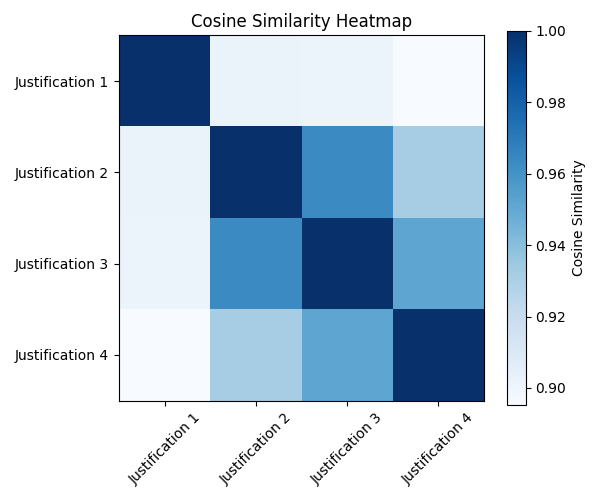 Cosine Similarity Heatmap
Justification 1
Justification 2
Justification 3
Justification 4
Justification 1
Justification 2
Justification 3
Justification 4
1.00
0.98
0.96
0.94
0.92
0.90
Cosine Similarity